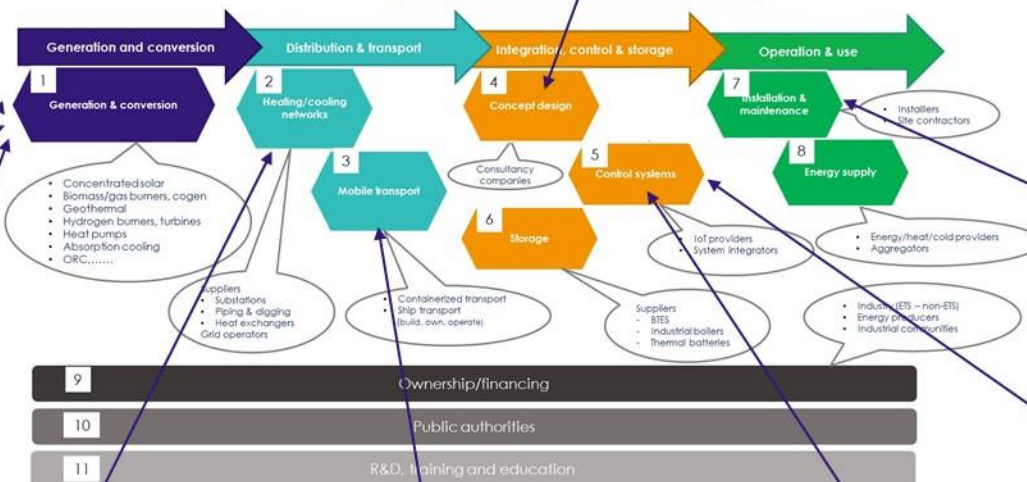 Generation and conversion
Distribution & transport
Integration, control & storage
Operation & use
1
Generation & conversion
2
Heating/cooling
networks
3
Mobile transport
4
Concept design
5
Control systems
6
Storage
7
Installation &
maintenance
8
Energy supply
• Concentrated solar
• Biomass/gas burners, cogen
• Geothermal
• Hydrogen burners, turbines
• Heat pumps
• Absorption cooling
• ORC,......
Suppliers
• Substations
• Piping & digging
• Heat exchangers
Grid operators
• Containerized transport
• Ship transport
(build, own, operate)
Consultancy
companies
• IoT providers
• System integrators
Suppliers
- BTES
- Industrial boilers
- Thermal batteries
• Installers
• Site contractors
• Energy/heat/cold providers
• Aggregators
• Industry (ETS – non-ETS)
• Energy producers
• Industrial communities
9
Ownership/financing
10
Public authorities
11
R&D, training and education